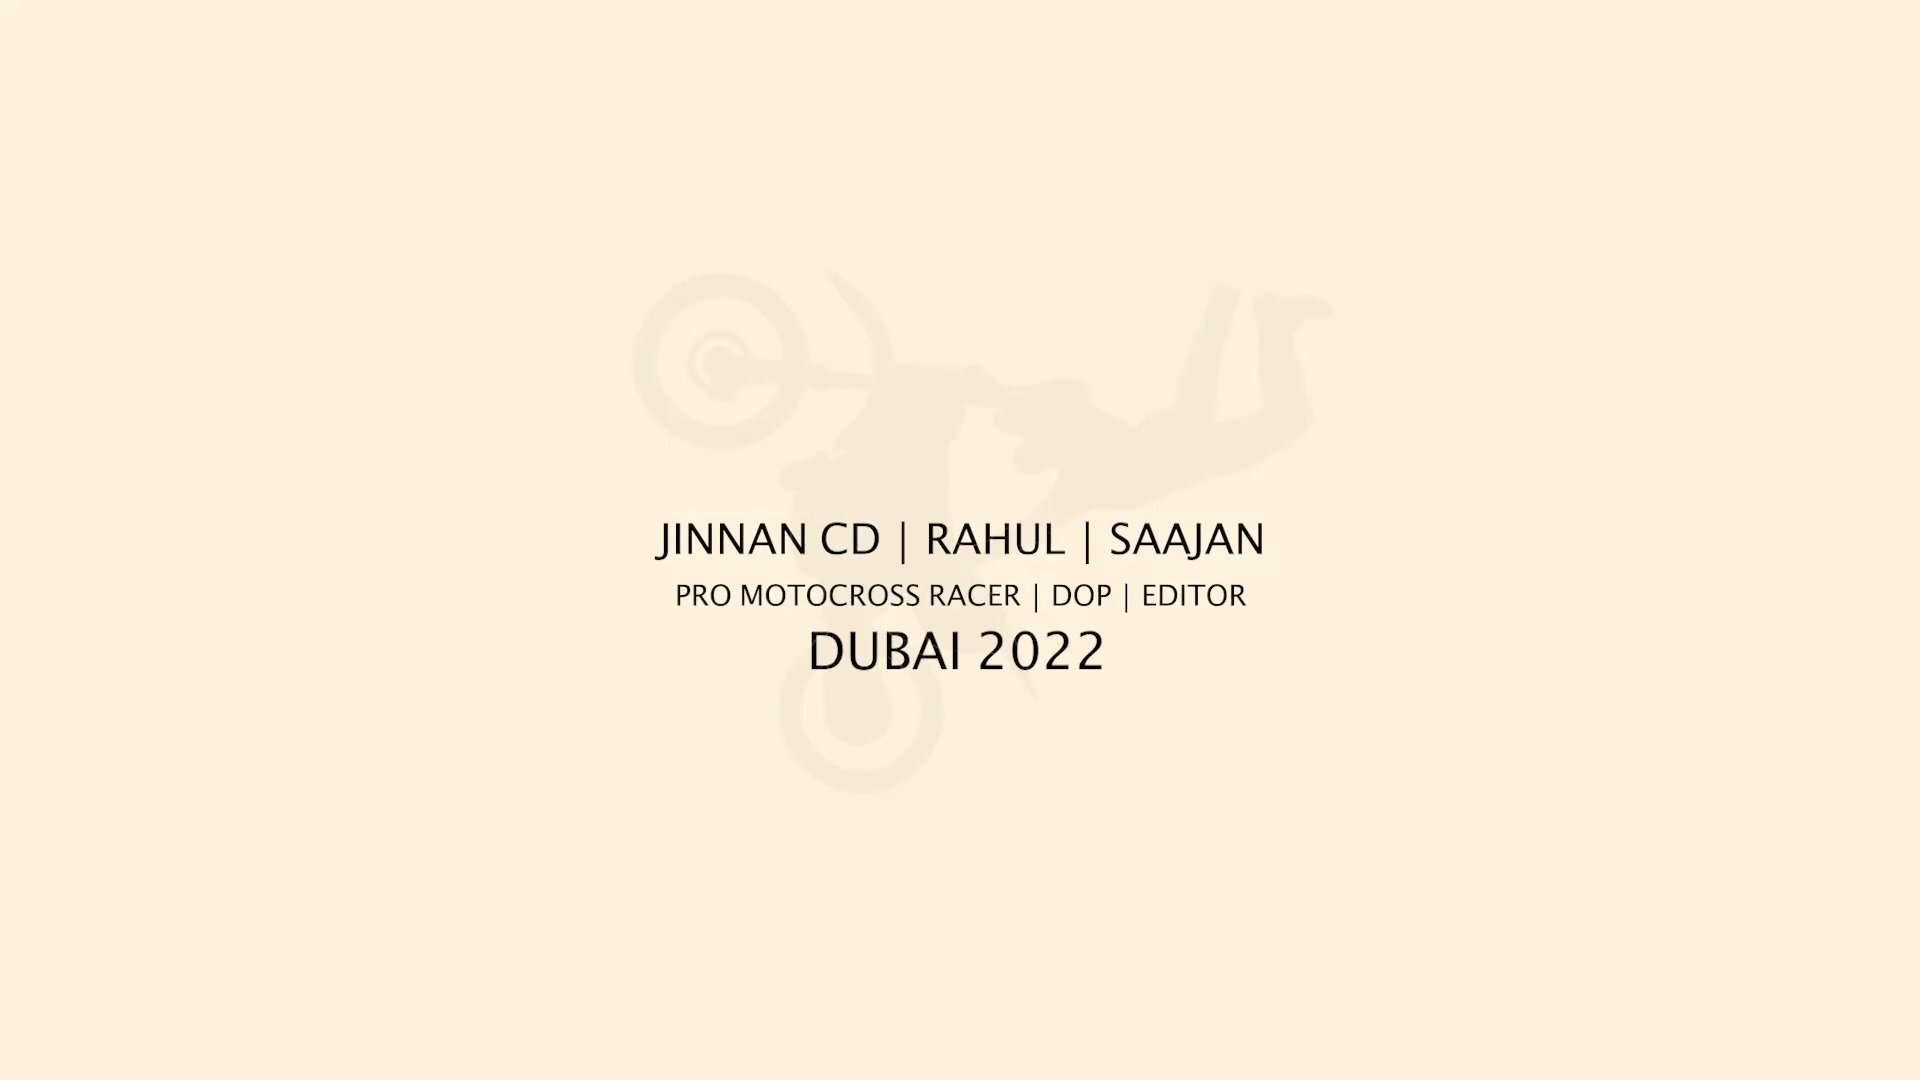 JINNAN CD | RAHUL | SAAJAN
PRO MOTOCROSS RACER | DOP | EDITOR
DUBAI 2022